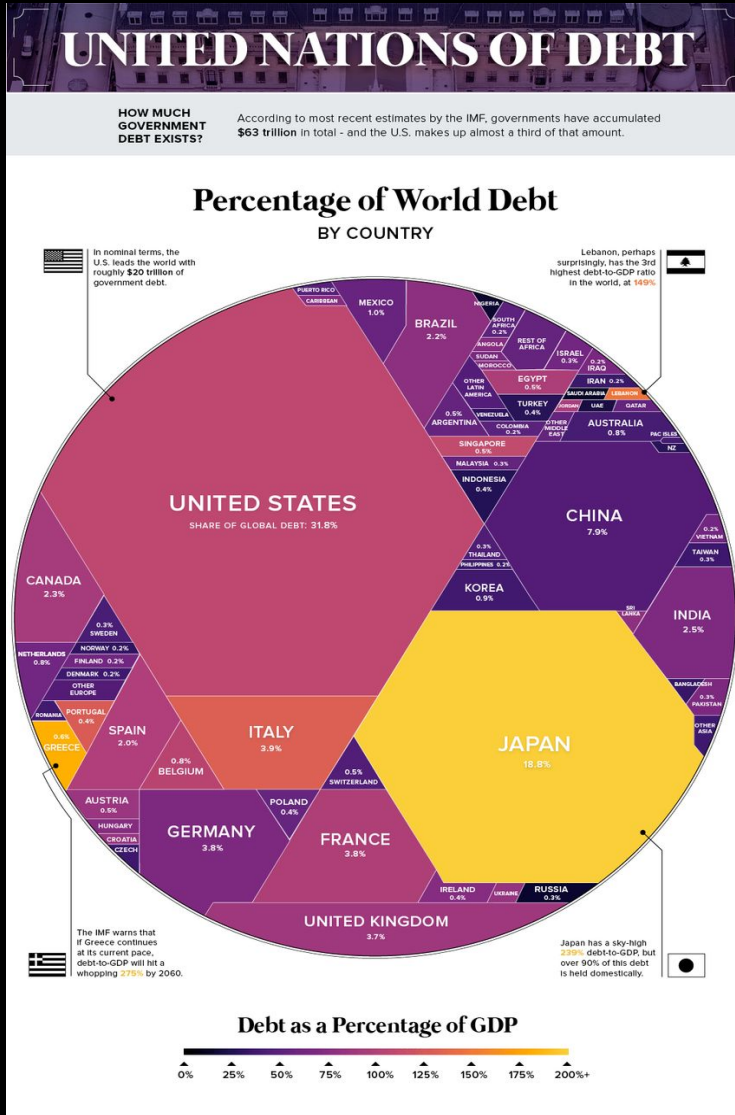 UNITED NATIONS OF DEBT
HOW MUCH
GOVERNMENT
DEBT EXISTS?
According to most recent estimates by the IMF, governments have accumulated
$63 trillion in total - and the U.S. makes up almost a third of that amount.
Percentage of World Debt
BY COUNTRY
In nominal terms, the
U.S. leads the world with
roughly $20 trillion of
government debt.
Lebanon, perhaps
surprisingly, has the 3rd
highest debt-to-GDP ratio
in the world, at 149%
PUERTO RICO
CARIBBEAN
MEXICO
1.0%
BRAZIL
2.2%
NIGERIA
SOUTH
AFRICA
0.2%
ANGOLA
SUDAN
MOROCCO
REST OF
AFRICA
ISRAEL
0.3%
0.2%
IRAQ
EGYPT
0.5%
IRAN 0.2%
SAUDI ARABIA
LEBANON
OTHER
LATIN
AMERICA
TURKEY
0.4%
JORDAN
UAE
QATAR
VENEZUELA
0.5%
ARGENTINA
COLOMBIA
0.2%
OTHER
MIDDLE
EAST
AUSTRALIA
0.8%
PAC ISLES
NZ
SINGAPORE
0.5%
MALAYSIA 0.3%
INDONESIA
0.4%
UNITED STATES
SHARE OF GLOBAL DEBT: 31.8%
CHINA
7.9%
0.2%
VIETNAM
TAIWAN
0.3%
0.3%
THAILAND
PHILIPPINES 0.2%
KOREA
0.9%
CANADA
2.3%
SRI
LANKA
INDIA
2.5%
0.3%
SWEDEN
NORWAY 0.2%
NETHERLANDS
0.8%
FINLAND 0.2%
DENMARK 0.2%
OTHER
EUROPE
BANGLADESH
0.3%
PAKISTAN
OTHER
ASIA
ROMANIA
PORTUGAL
0.4%
0.6%
GREECE
SPAIN
2.0%
ITALY
3.9%
JAPAN
18.8%
0.8%
BELGIUM
0.5%
SWITZERLAND
AUSTRIA
0.5%
HUNGARY
CROATIA
CZECH
GERMANY
3.8%
POLAND
0.4%
FRANCE
3.8%
IRELAND
0.4%
UKRAINE
RUSSIA
0.3%
UNITED KINGDOM
3.7%
The IMF warns that
if Greece continues
at its current pace,
debt-to-GDP will hit a
whopping 275% by 2060.
Japan has a sky-high
239% debt-to-GDP, but
over 90% of this debt
is held domestically.
Debt as a Percentage of GDP
0%
25%
50%
75%
100%
125%
150%
175%
200%+